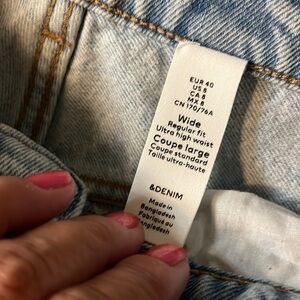 EUR 40
US 8
CA 8
MX 8
CN 170/76A
Wide
Regular fit
Ultra high waist
Coupe large
Coupe standard
Taille ultra-haute
&DENIM
Made in
Bangladesh
Fabriqué au
Bangladesh